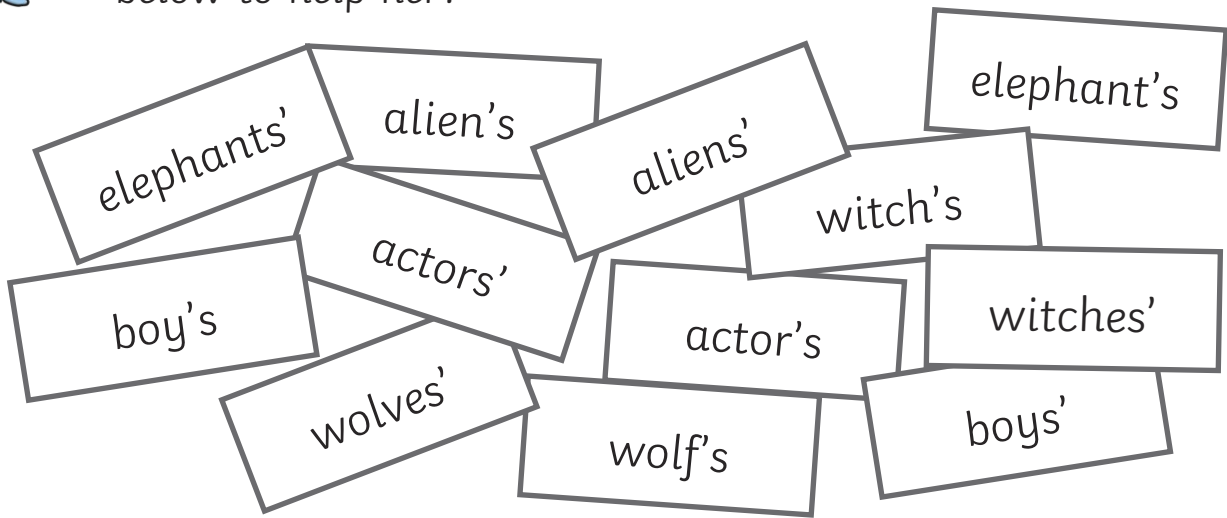 below to help her.
elephants'
alien's
aliens'
elephant's
witch's
actors'
boy's
actor's
witches'
wolves'
wolf's
boys'